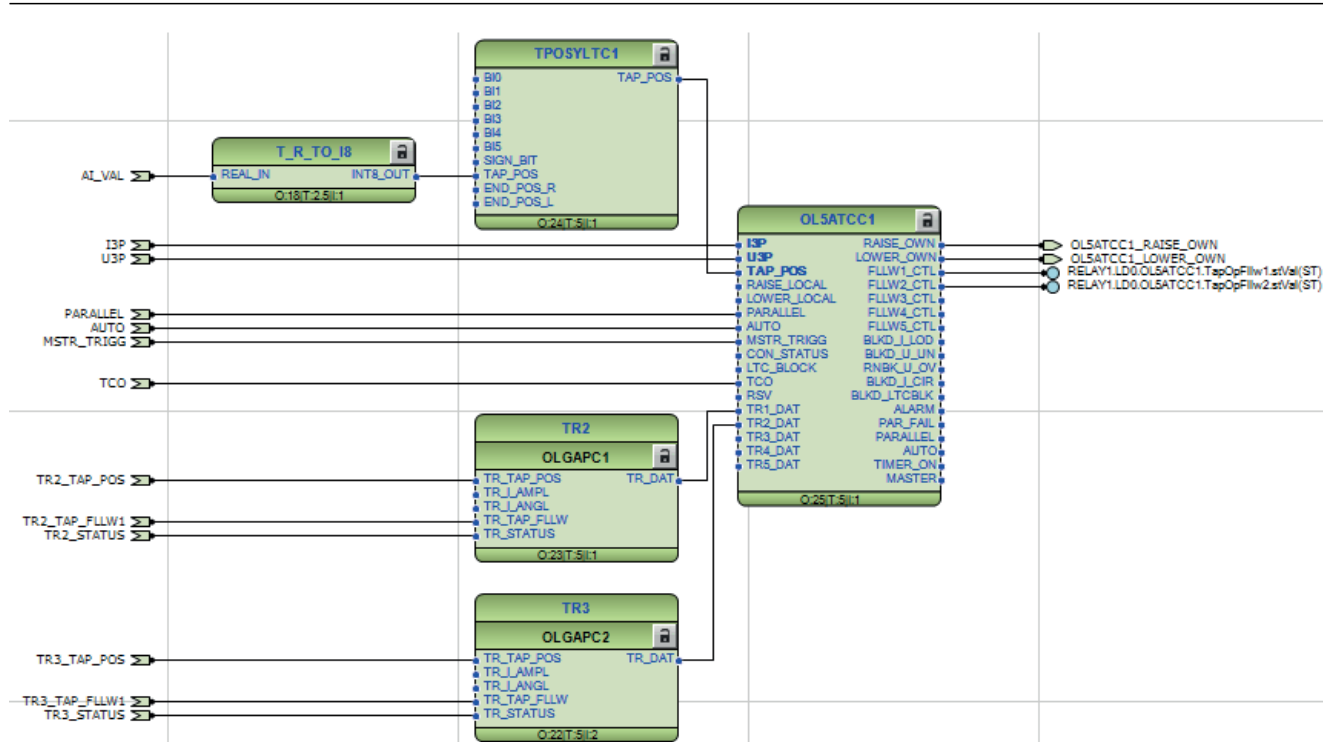 TPOSYLTC1
BI0 TAP_POS
BI1
BI2
BI3
BI4
BI5
SIGN_BIT
TAP_POS
END_POS_R
END_POS_L
O:24|T:5|I:1
T_R_TO_I8
AI_VAL REAL_IN INT8_OUT
O:18|T:2.5|I:1
OL5ATCC1
I3P I3P RAISE_OWN OL5ATCC1_RAISE_OWN
U3P U3P LOWER_OWN OL5ATCC1_LOWER_OWN
TAP_POS FLLW1_CTL RELAY1.LD0.OL5ATCC1.TapOpFllw1.stVal(ST)
RAISE_LOCAL FLLW2_CTL RELAY1.LD0.OL5ATCC1.TapOpFllw2.stVal(ST)
LOWER_LOCAL FLLW3_CTL
PARALLEL PARALLEL FLLW4_CTL
AUTO AUTO FLLW5_CTL
MSTR_TRIGG MSTR_TRIGG BLKD_I_LOD
CON_STATUS BLKD_U_UN
LTC_BLOCK RNBK_U_OV
TCO TCO BLKD_I_CIR
RSV BLKD_LTCBLK
TR1_DAT ALARM
TR2_DAT PAR_FAIL
TR3_DAT PARALLEL
TR4_DAT AUTO
TR5_DAT TIMER_ON
MASTER
O:25|T:5|I:1
TR2
OLGAPC1
TR2_TAP_POS TR_TAP_POS TR_DAT
TR_I_AMPL
TR_I_ANGL
TR2_TAP_FLLW1 TR_TAP_FLLW
TR2_STATUS TR_STATUS
O:23|T:5|I:1
TR3
OLGAPC2
TR3_TAP_POS TR_TAP_POS TR_DAT
TR_I_AMPL
TR_I_ANGL
TR3_TAP_FLLW1 TR_TAP_FLLW
TR3_STATUS TR_STATUS
O:22|T:5|I:2